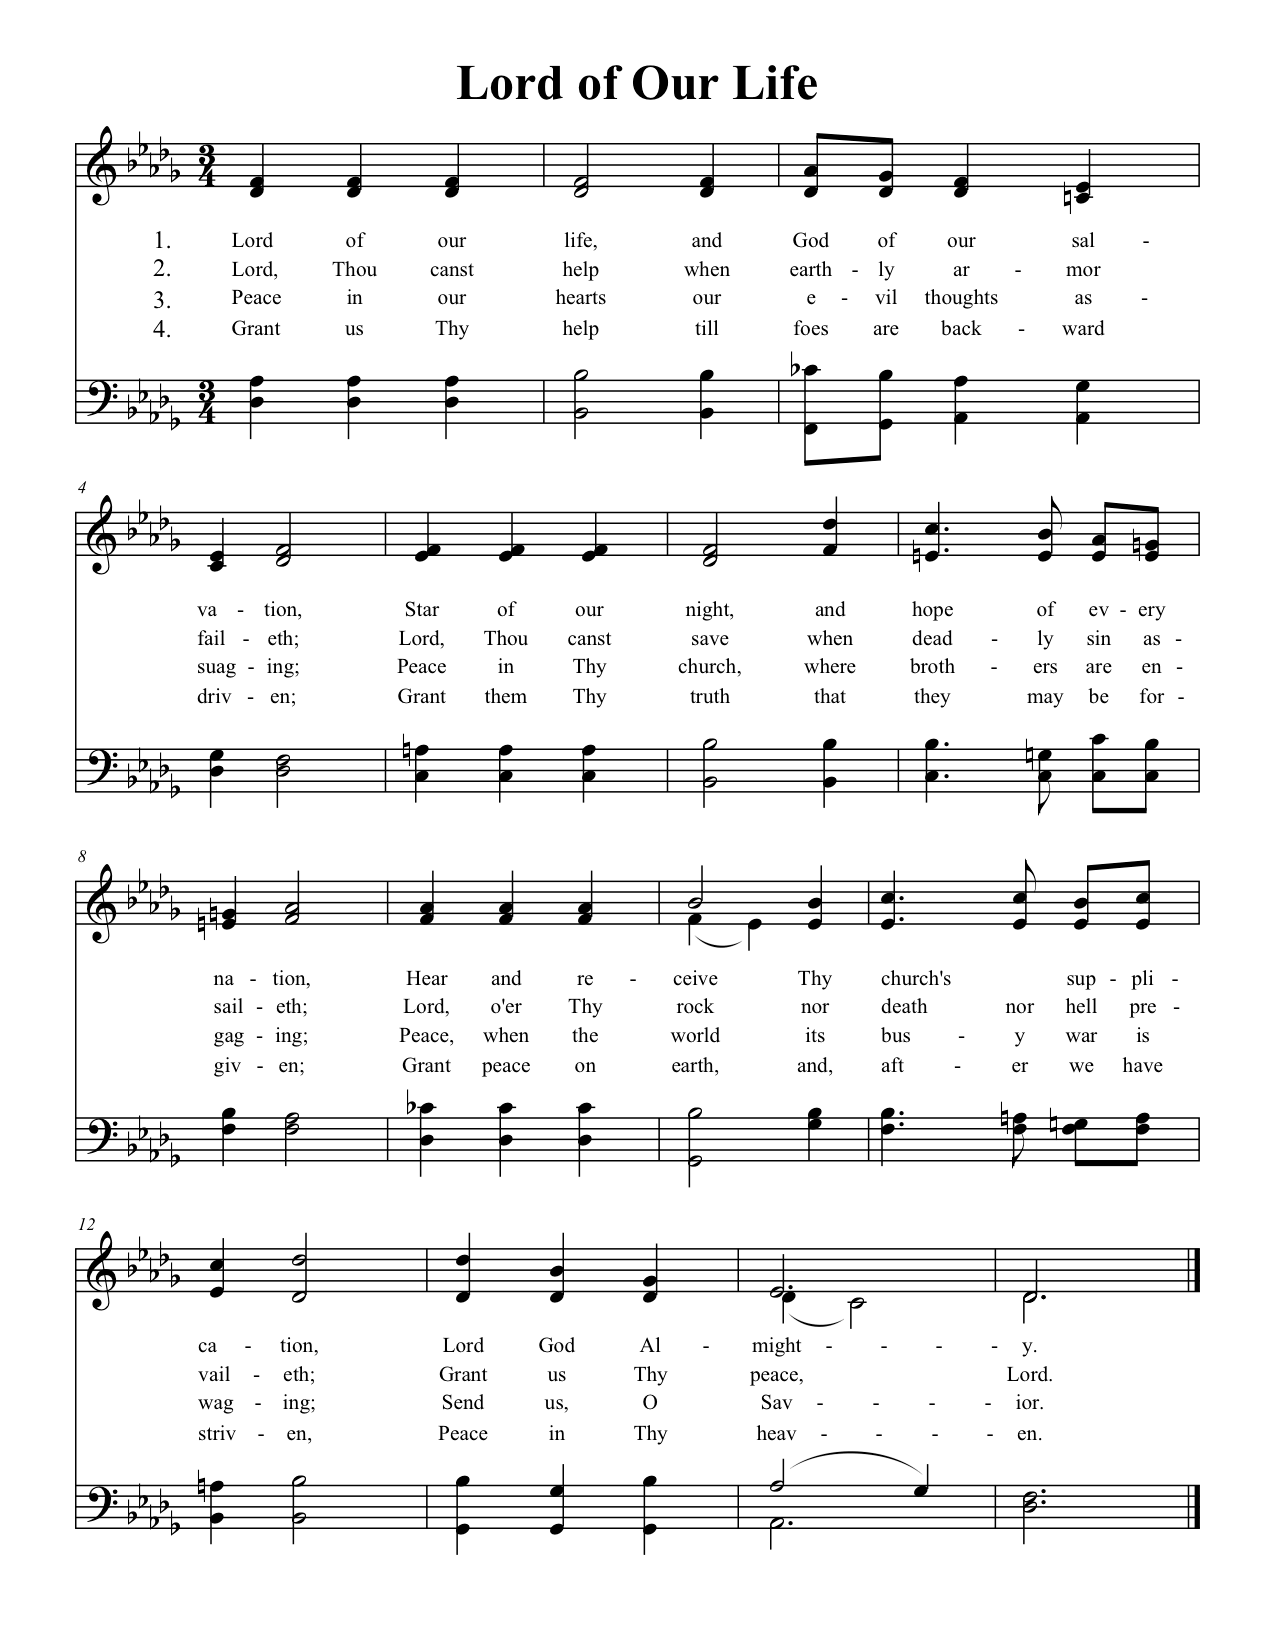 Lord of Our Life
3
4
1. Lord of our life, and God of our sal -
2. Lord, Thou canst help when earth - ly ar - mor
3. Peace in our hearts our e - vil thoughts as -
4. Grant us Thy help till foes are back - ward
3
4
4
va - tion, Star of our night, and hope of ev - ery
fail - eth; Lord, Thou canst save when dead - ly sin as -
suag - ing; Peace in Thy church, where broth - ers are en -
driv - en; Grant them Thy truth that they may be for -
8
na - tion, Hear and re - ceive Thy church's sup - pli -
sail - eth; Lord, o'er Thy rock nor death nor hell pre -
gag - ing; Peace, when the world its bus - y war is
giv - en; Grant peace on earth, and, aft - er we have
12
ca - tion, Lord God Al - might - - - - y.
vail - eth; Grant us Thy peace, Lord.
wag - ing; Send us, O Sav - - - - ior.
striv - en, Peace in Thy heav - - - - en.